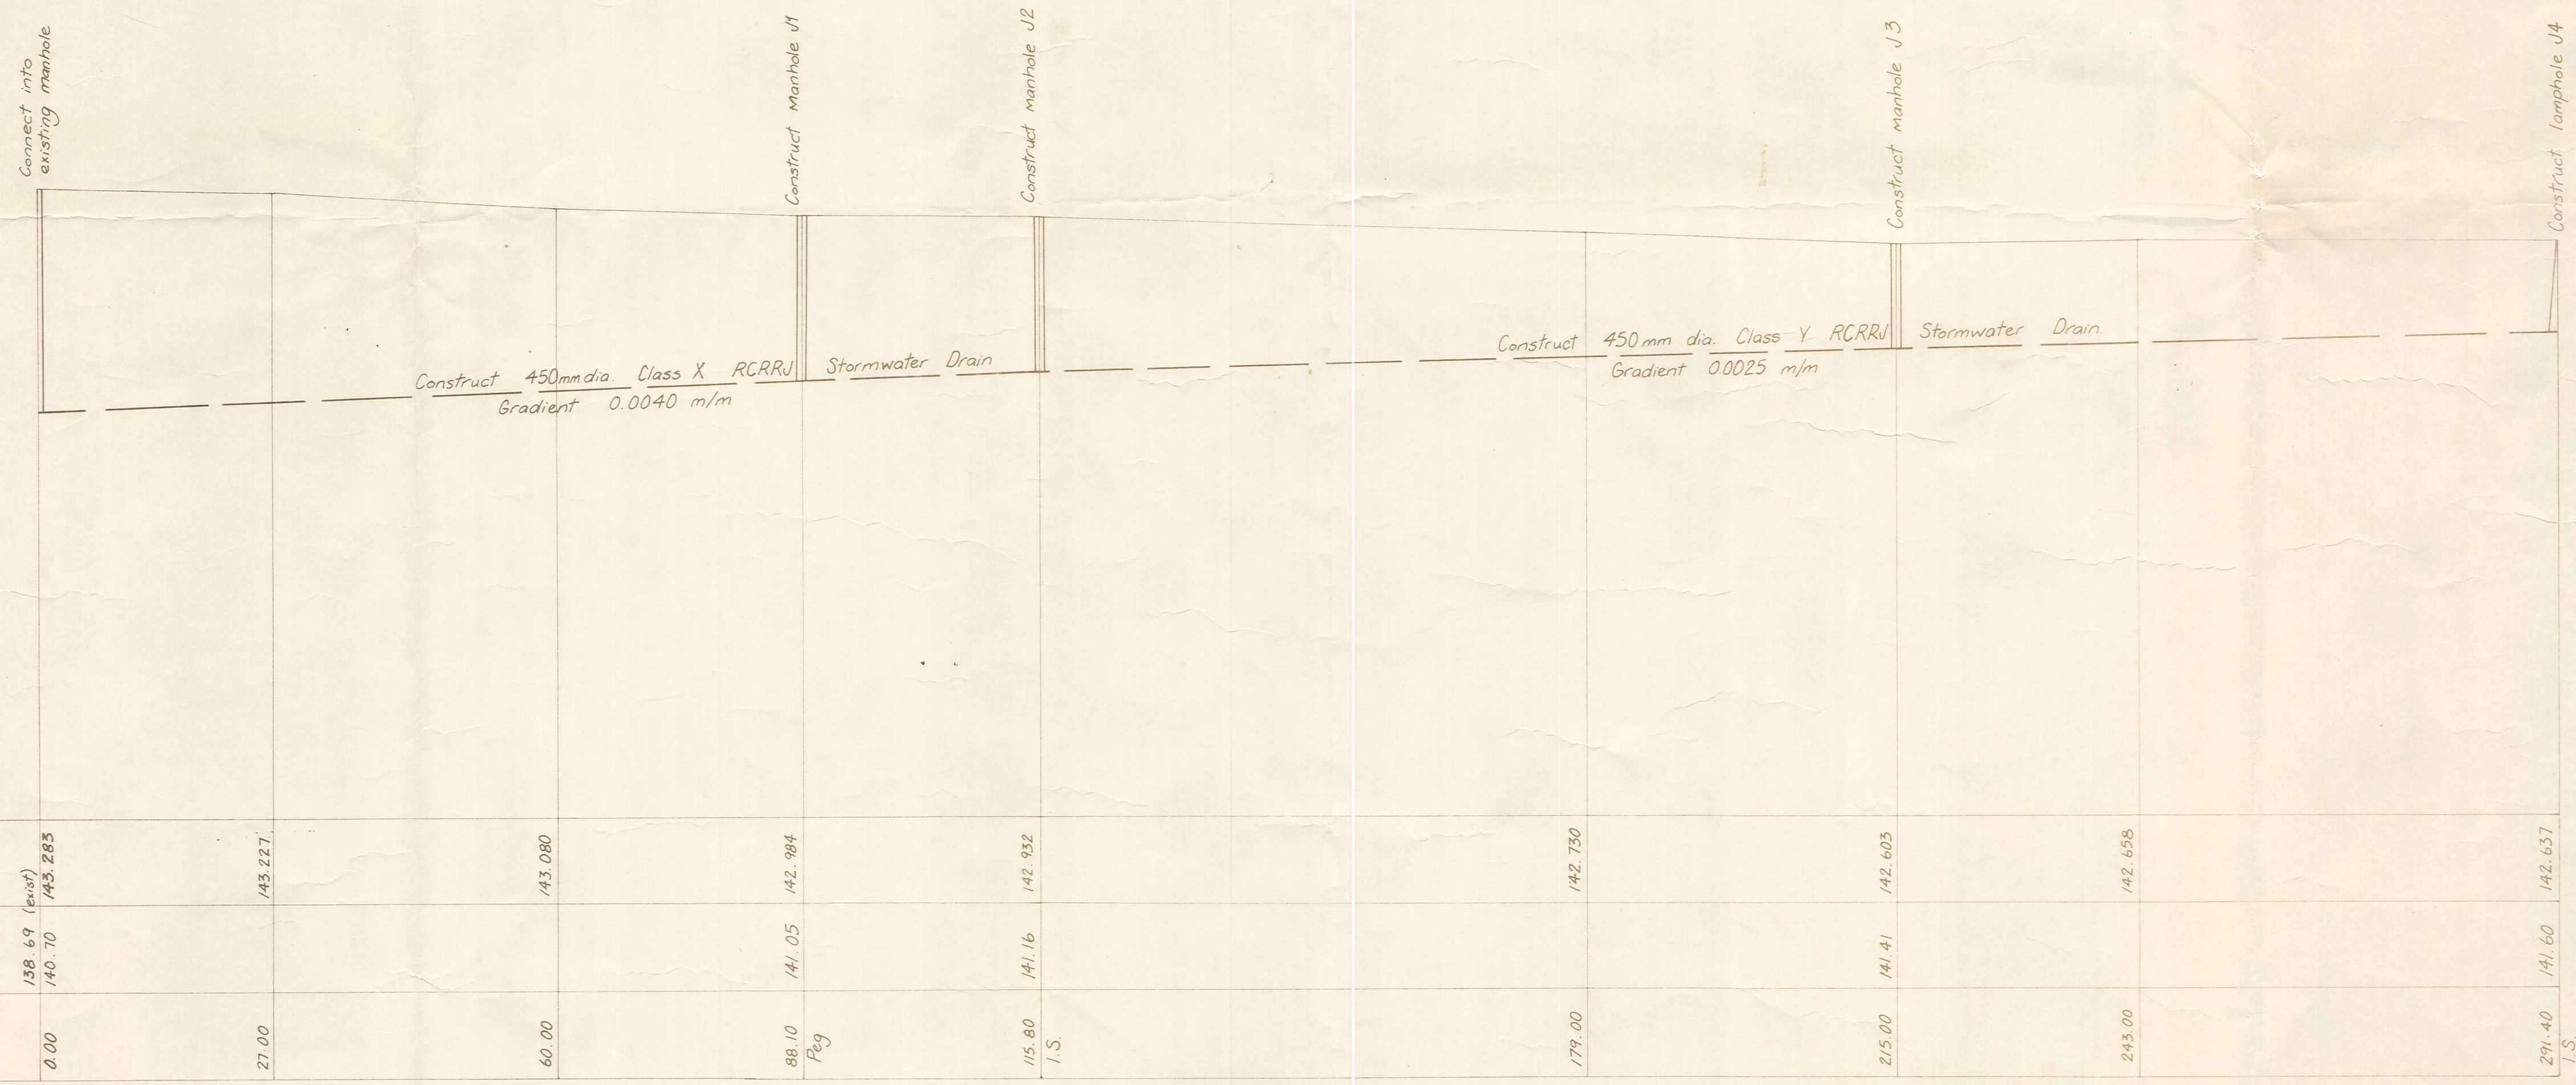 Connect into
existing manhole
Construct Manhole J1
Construct Manhole J2
Construct Manhole J3
Construct lamphole J4
Construct 450mm dia. Class X RCRRJ Stormwater Drain
Gradient 0.0040 m/m
Construct 450mm dia. Class Y RCRRJ Stormwater Drain.
Gradient 0.0025 m/m
143.283
143.227
143.080
142.984
142.932
142.730
142.603
142.658
142.637
138.69 (exist)
140.70
141.05
141.16
141.41
141.60
0.00
27.00
60.00
88.10
Peg
115.80
I.S.
179.00
215.00
243.00
291.40
I.S.